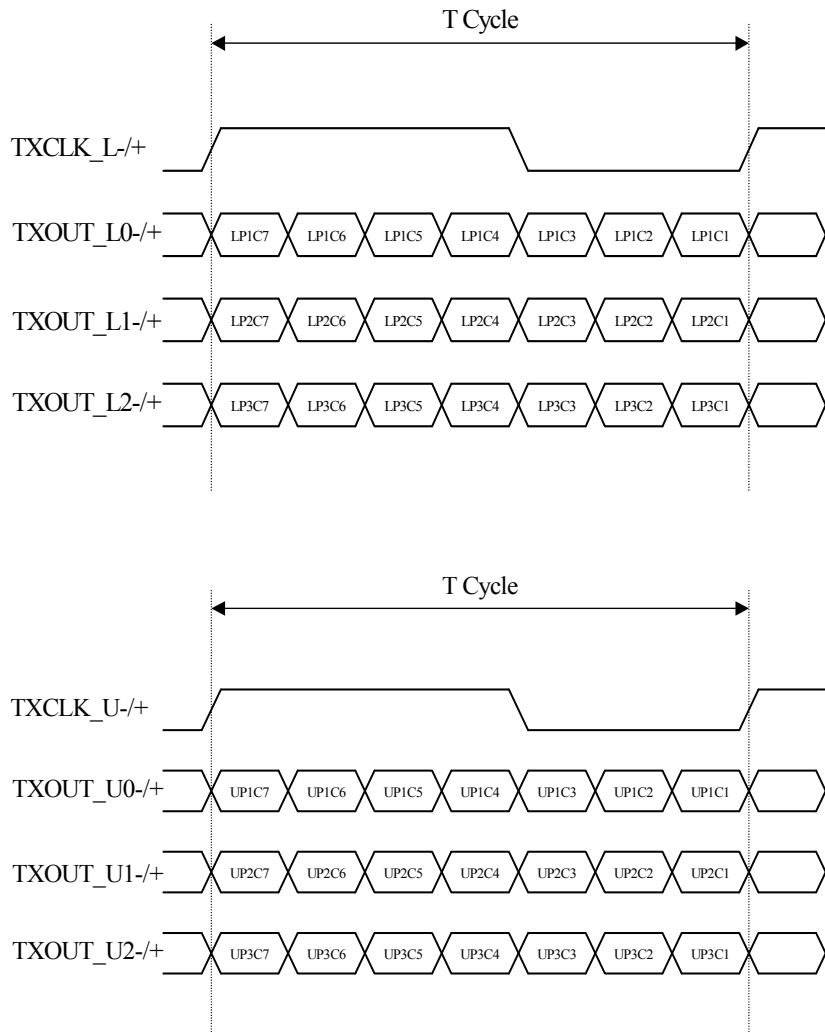 T Cycle
TXCLK_L-/+
TXOUT_L0-/+ LP1C7 LP1C6 LP1C5 LP1C4 LP1C3 LP1C2 LP1C1
TXOUT_L1-/+ LP2C7 LP2C6 LP2C5 LP2C4 LP2C3 LP2C2 LP2C1
TXOUT_L2-/+ LP3C7 LP3C6 LP3C5 LP3C4 LP3C3 LP3C2 LP3C1
T Cycle
TXCLK_U-/+
TXOUT_U0-/+ UP1C7 UP1C6 UP1C5 UP1C4 UP1C3 UP1C2 UP1C1
TXOUT_U1-/+ UP2C7 UP2C6 UP2C5 UP2C4 UP2C3 UP2C2 UP2C1
TXOUT_U2-/+ UP3C7 UP3C6 UP3C5 UP3C4 UP3C3 UP3C2 UP3C1